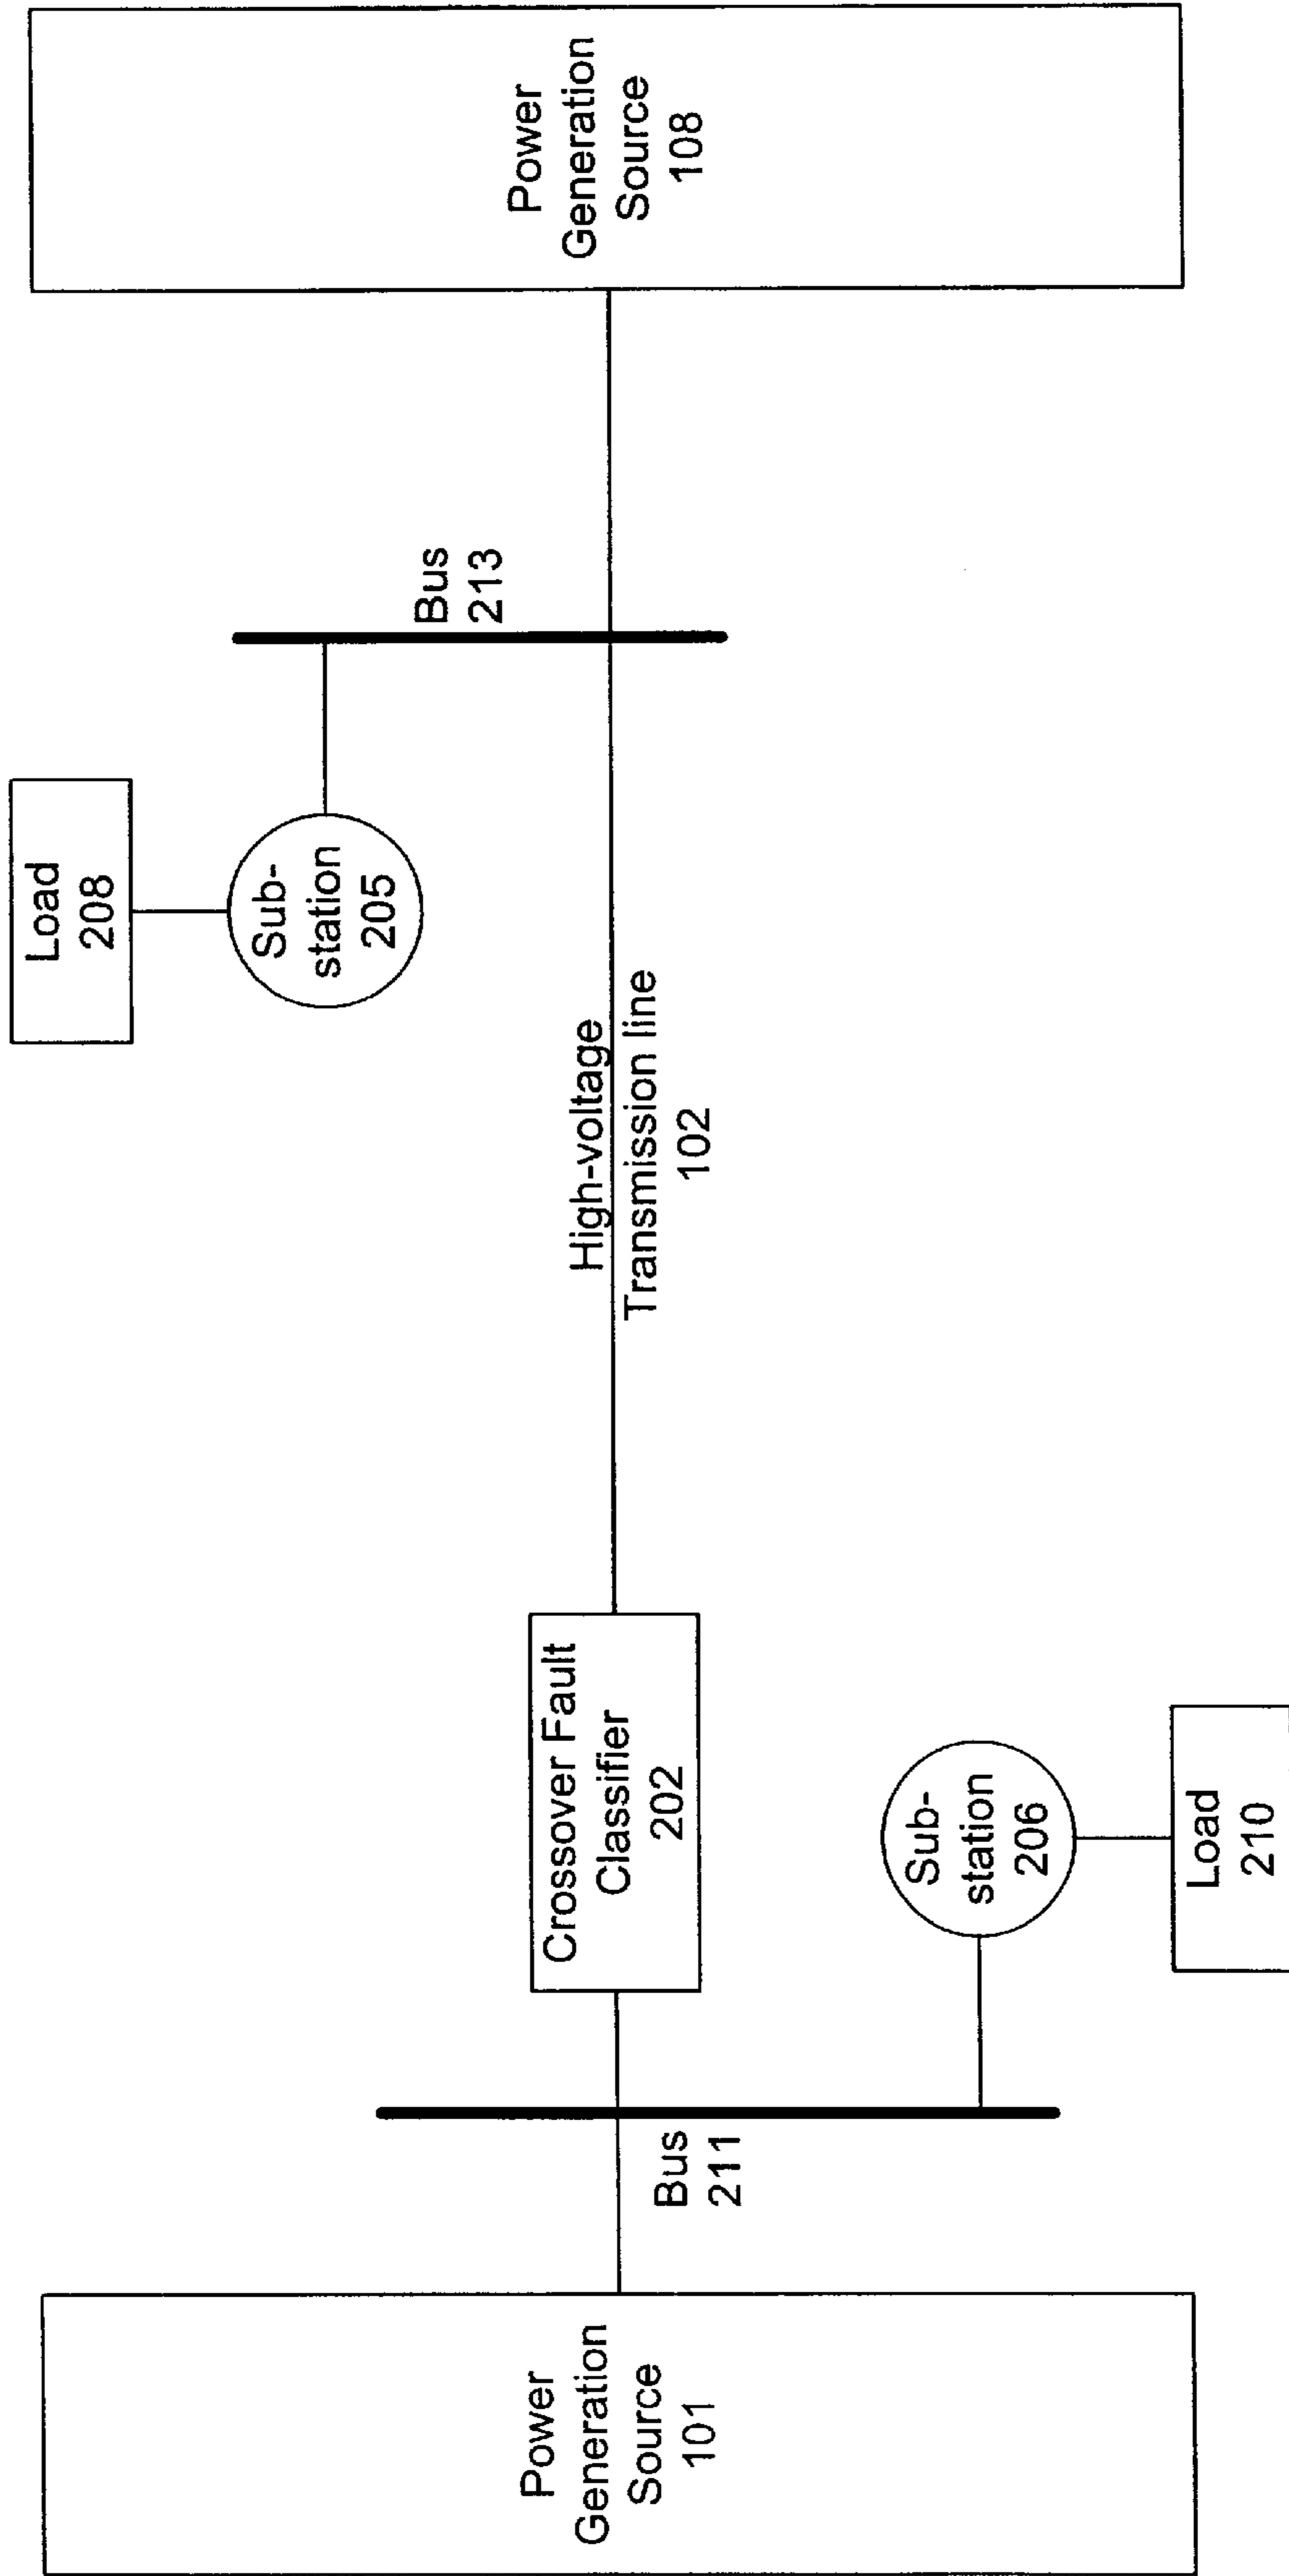 Power
Generation
Source
101
Bus
211
Crossover Fault
Classifier
202
Sub-
station
206
Load
210
High-voltage
Transmission line
102
Load
208
Sub-
station
205
Bus
213
Power
Generation
Source
108